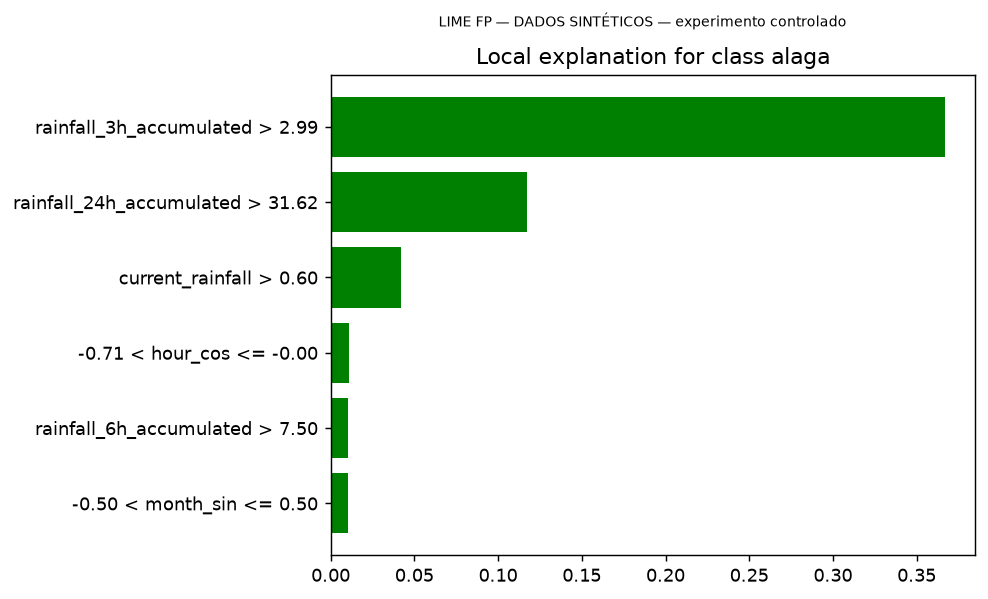 LIME FP — DADOS SINTÉTICOS — experimento controlado
Local explanation for class alaga
rainfall_3h_accumulated > 2.99
rainfall_24h_accumulated > 31.62
current_rainfall > 0.60
-0.71 < hour_cos <= -0.00
rainfall_6h_accumulated > 7.50
-0.50 < month_sin <= 0.50
0.00 0.05 0.10 0.15 0.20 0.25 0.30 0.35